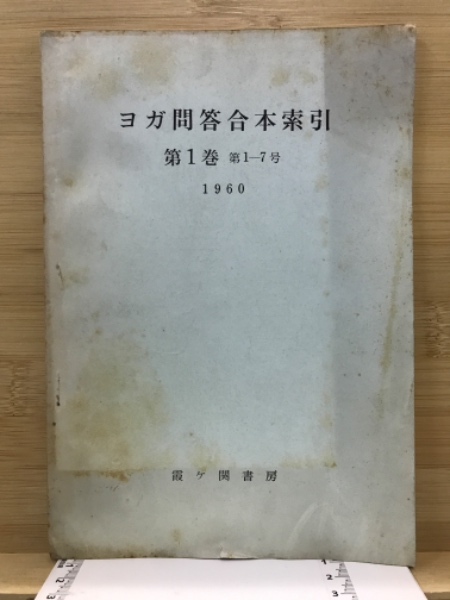 ヨガ問答合本索引
第1巻 第1—7号
1960
霞ケ関書房